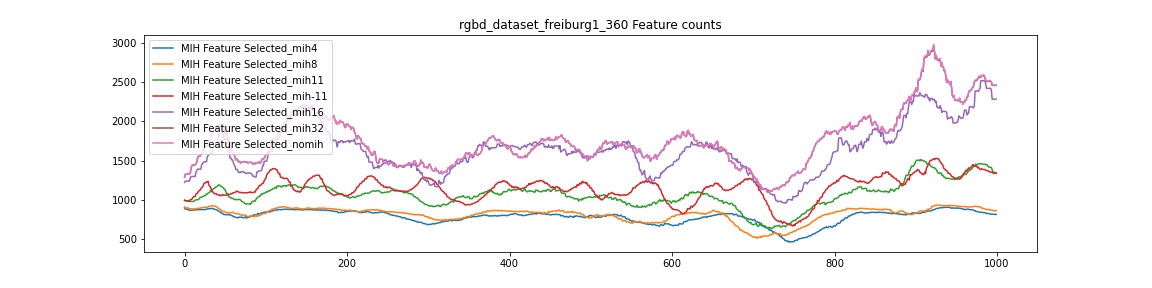 rgbd_dataset_freiburg1_360 Feature counts
MIH Feature Selected_mih4
MIH Feature Selected_mih8
MIH Feature Selected_mih11
MIH Feature Selected_mih-11
MIH Feature Selected_mih16
MIH Feature Selected_mih32
MIH Feature Selected_nomih
3000
2500
2000
1500
1000
500
0 200 400 600 800 1000